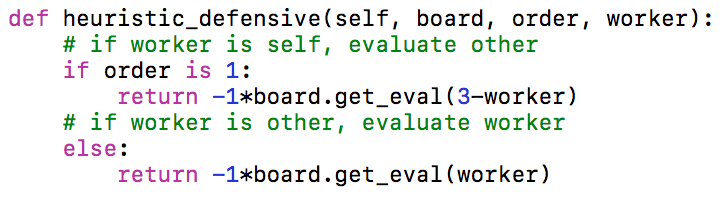 def heuristic_defensive(self, board, order, worker):
    # if worker is self, evaluate other
    if order is 1:
        return -1*board.get_eval(3-worker)
    # if worker is other, evaluate worker
    else:
        return -1*board.get_eval(worker)